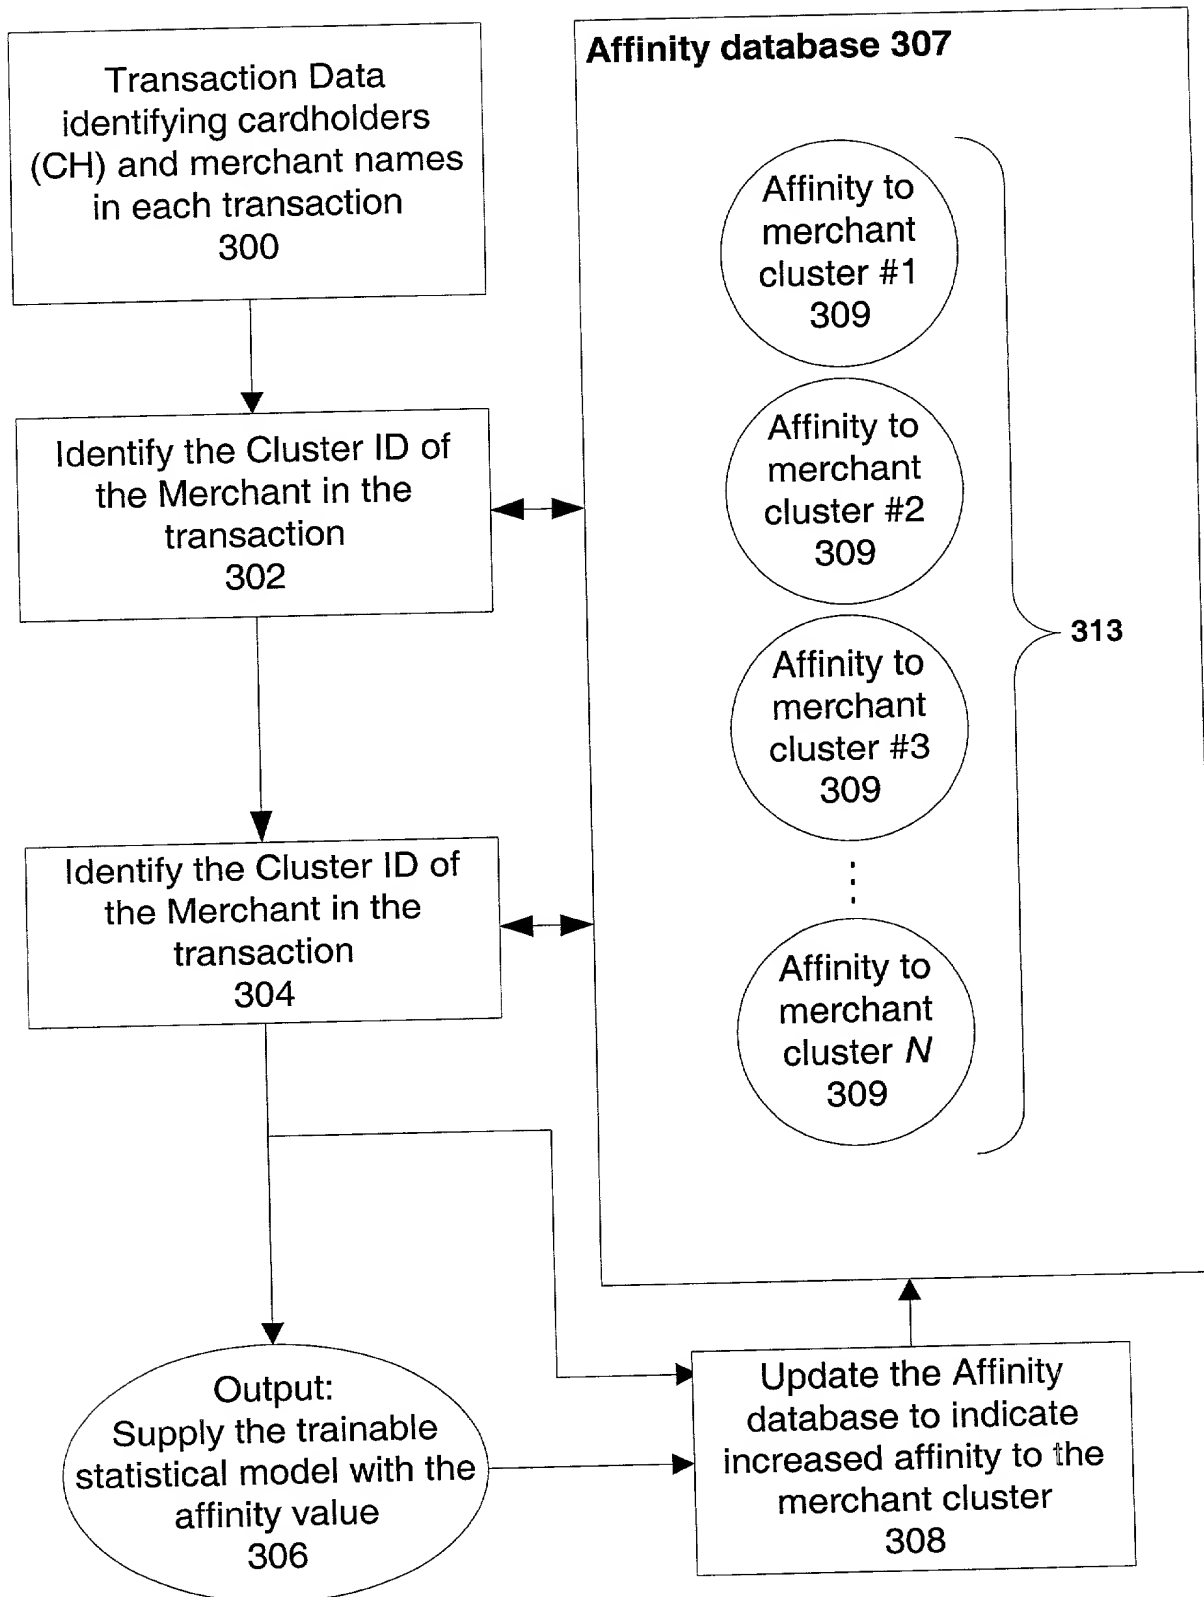 Transaction Data
identifying cardholders
(CH) and merchant names
in each transaction
300
Identify the Cluster ID of
the Merchant in the
transaction
302
Identify the Cluster ID of
the Merchant in the
transaction
304
Output:
Supply the trainable
statistical model with the
affinity value
306
Affinity database 307
Affinity to
merchant
cluster #1
309
Affinity to
merchant
cluster #2
309
Affinity to
merchant
cluster #3
309
Affinity to
merchant
cluster N
309
313
Update the Affinity
database to indicate
increased affinity to the
merchant cluster
308